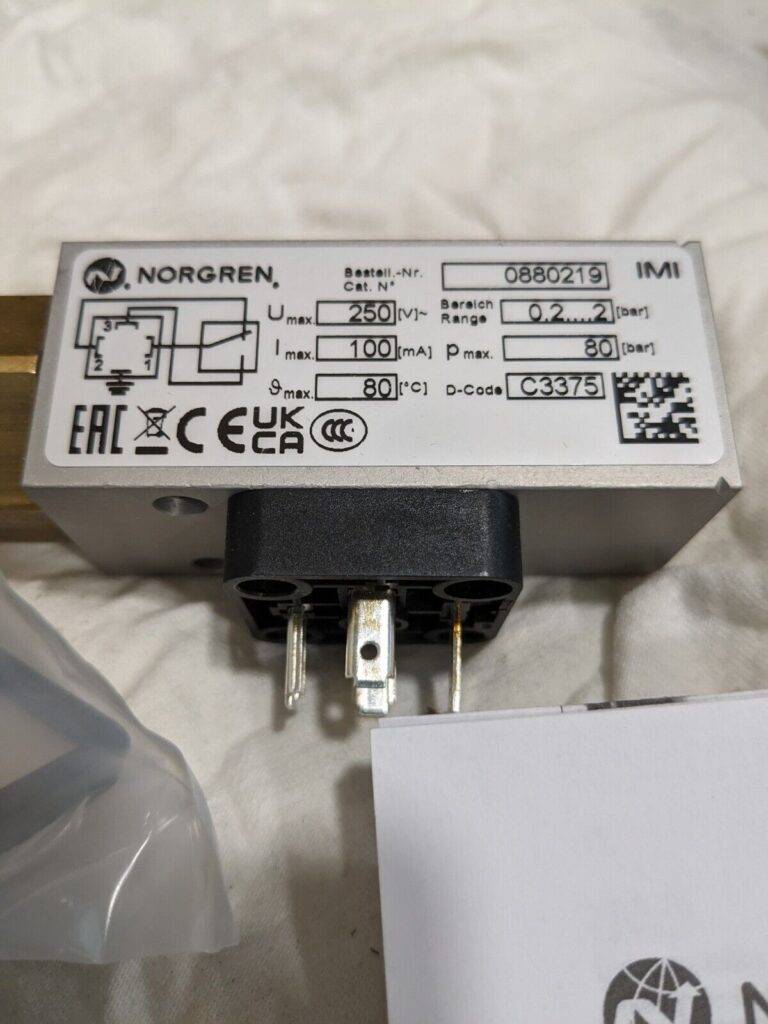 NORGREN® Bestell.-Nr. 0880219 IMI
Cat. N°
U max. 250 [V]~ Bereich 0,2....2 [bar]
Range
I max. 100 [mA] p max. 80 [bar]
ϑ max. 80 [°C] D-Code C3375
3
2 1
EAC CE UK
CA CCC
N